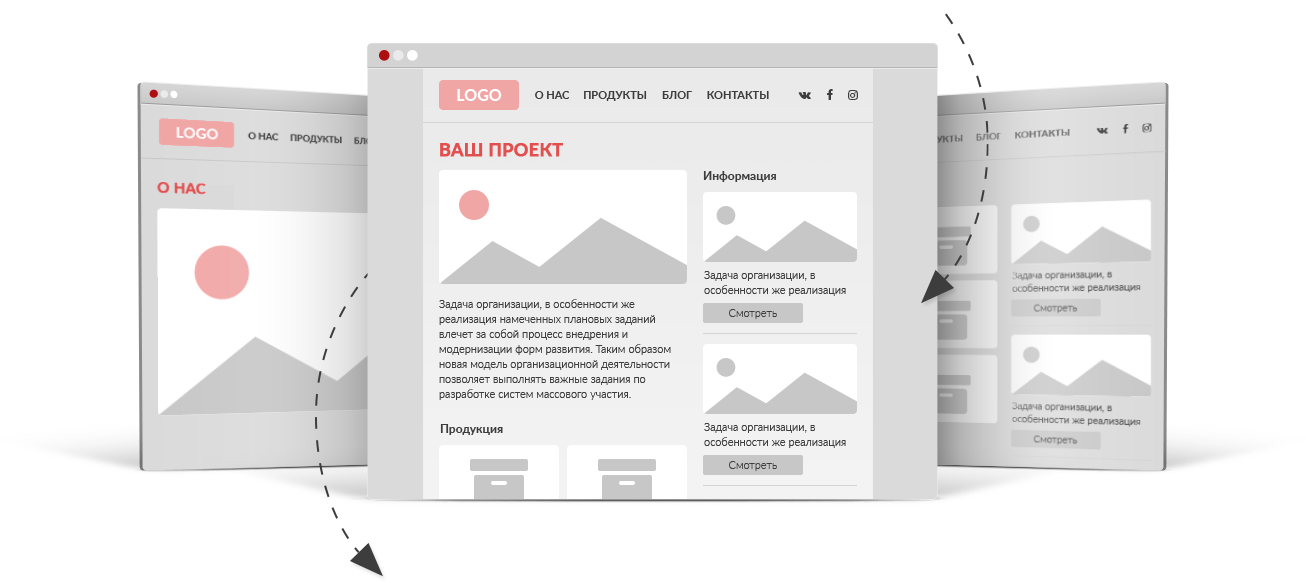 LOGO
О НАС ПРОДУКТЫ
О НАС
LOGO
О НАС ПРОДУКТЫ БЛОГ КОНТАКТЫ
ВАШ ПРОЕКТ
Задача организации, в особенности же
реализация намеченных плановых заданий
влечет за собой процесс внедрения и
модернизации форм развития. Таким образом
новая модель организационной деятельности
позволяет выполнять важные задания по
разработке систем массового участия.
Продукция
Информация
Задача организации, в
особенности же реализация
Смотреть
Задача организации, в
особенности же реализация
Смотреть
БЛОГ КОНТАКТЫ
Задача организации, в
особенности же реализация
Смотреть
Задача организации, в
особенности же реализация
Смотреть